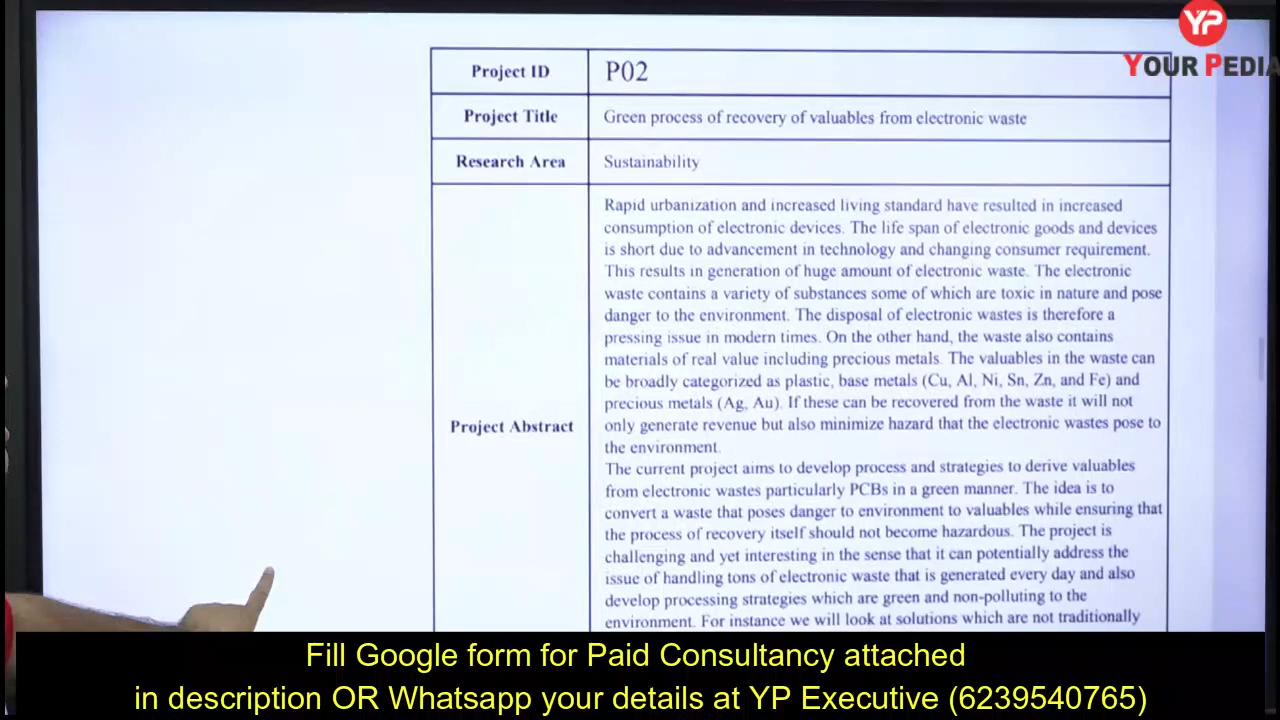 YP
YOUR PEDIA
Project ID
P02
Project Title
Green process of recovery of valuables from electronic waste
Research Area
Sustainability
Project Abstract
Rapid urbanization and increased living standard have resulted in increased
consumption of electronic devices. The life span of electronic goods and devices
is short due to advancement in technology and changing consumer requirement.
This results in generation of huge amount of electronic waste. The electronic
waste contains a variety of substances some of which are toxic in nature and pose
danger to the environment. The disposal of electronic wastes is therefore a
pressing issue in modern times. On the other hand, the waste also contains
materials of real value including precious metals. The valuables in the waste can
be broadly categorized as plastic, base metals (Cu, Al, Ni, Sn, Zn, and Fe) and
precious metals (Ag, Au). If these can be recovered from the waste it will not
only generate revenue but also minimize hazard that the electronic wastes pose to
the environment.
The current project aims to develop process and strategies to derive valuables
from electronic wastes particularly PCBs in a green manner. The idea is to
convert a waste that poses danger to environment to valuables while ensuring that
the process of recovery itself should not become hazardous. The project is
challenging and yet interesting in the sense that it can potentially address the
issue of handling tons of electronic waste that is generated every day and also
develop processing strategies which are green and non-polluting to the
environment. For instance we will look at solutions which are not traditionally
Fill Google form for Paid Consultancy attached
in description OR Whatsapp your details at YP Executive (6239540765)